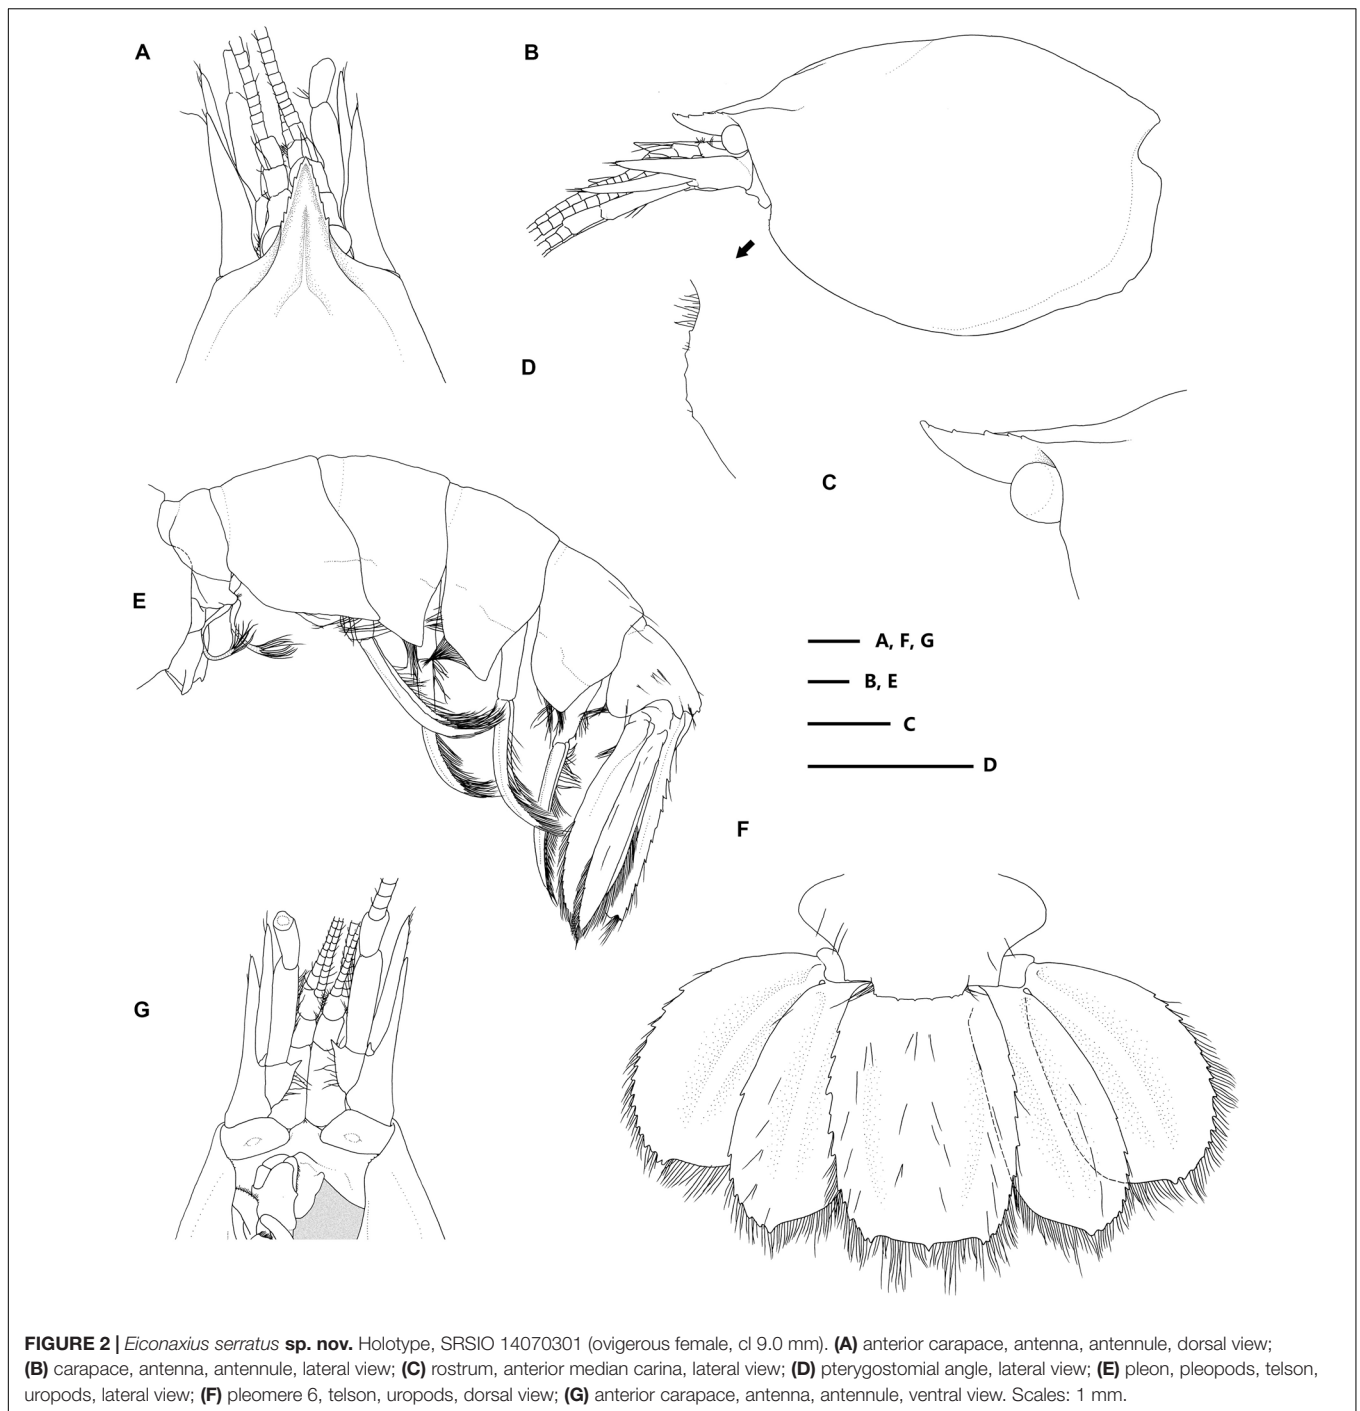 A
B
D
C
E
A, F, G
B, E
C
D
F
G
FIGURE 2 | Eiconaxius serratus sp. nov. Holotype, SRSIO 14070301 (ovigerous female, cl 9.0 mm). (A) anterior carapace, antenna, antennule, dorsal view;
(B) carapace, antenna, antennule, lateral view; (C) rostrum, anterior median carina, lateral view; (D) pterygostomial angle, lateral view; (E) pleon, pleopods, telson,
uropods, lateral view; (F) pleomere 6, telson, uropods, dorsal view; (G) anterior carapace, antenna, antennule, ventral view. Scales: 1 mm.